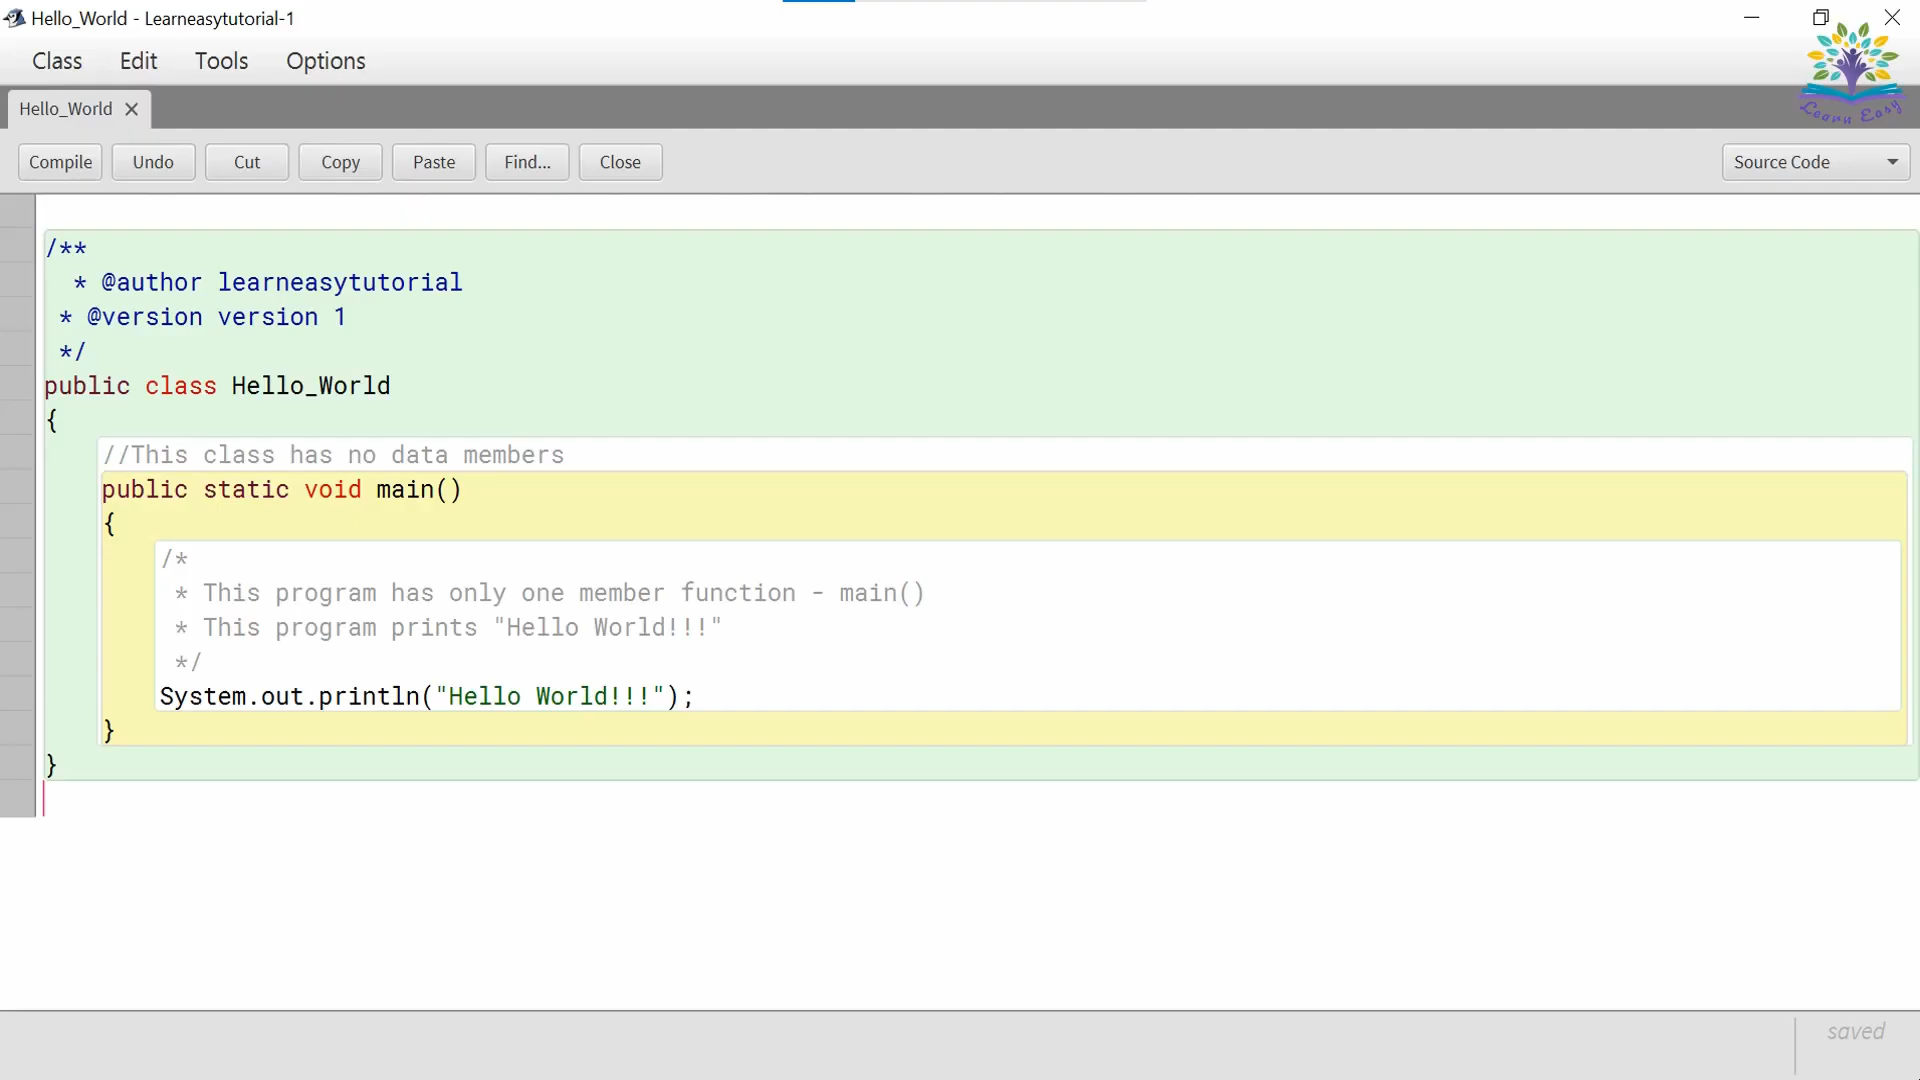 Hello_World - Learneasytutorial-1
Class Edit Tools Options
Learn Easy
Hello_World
Compile Undo Cut Copy Paste Find... Close Source Code
/**
* @author learneasytutorial
* @version version 1
*/
public class Hello_World
{
//This class has no data members
public static void main()
{
/*
* This program has only one member function - main()
* This program prints "Hello World!!!"
*/
System.out.println("Hello World!!!");
}
}
saved